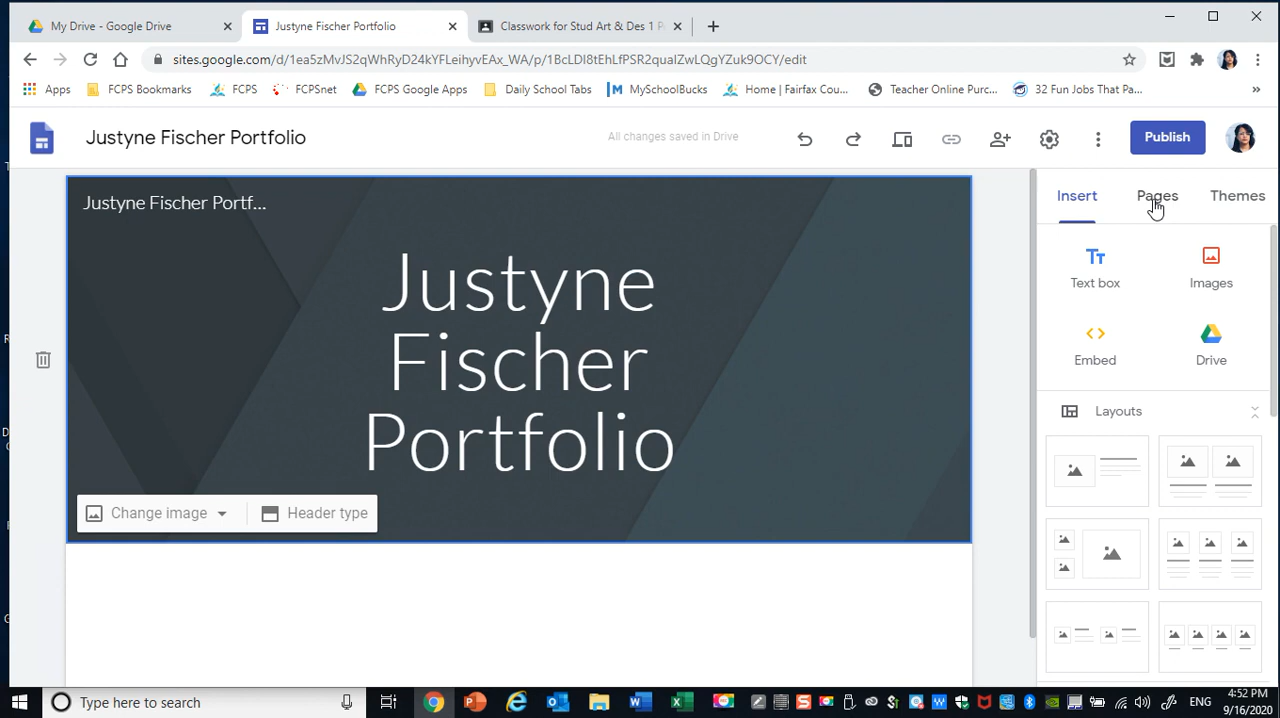 My Drive - Google Drive
Justyne Fischer Portfolio
Classwork for Stud Art & Des 1 P
sites.google.com/d/1ea5zMvJS2qWhRyD24kYFLeihyvEAx_WA/p/1BcLDI8tEhLfPSR2qualZwLQgYZuk9OCY/edit
Apps
FCPS Bookmarks
FCPS
FCPSnet
FCPS Google Apps
Daily School Tabs
MySchoolBucks
Home | Fairfax Cou...
Teacher Online Purc...
32 Fun Jobs That Pa...
Justyne Fischer Portfolio
All changes saved in Drive
Publish
Justyne Fischer Portf...
Justyne
Fischer
Portfolio
Change image
Header type
Insert
Pages
Themes
Text box
Images
Embed
Drive
Layouts
Type here to search
ENG
4:52 PM
9/16/2020